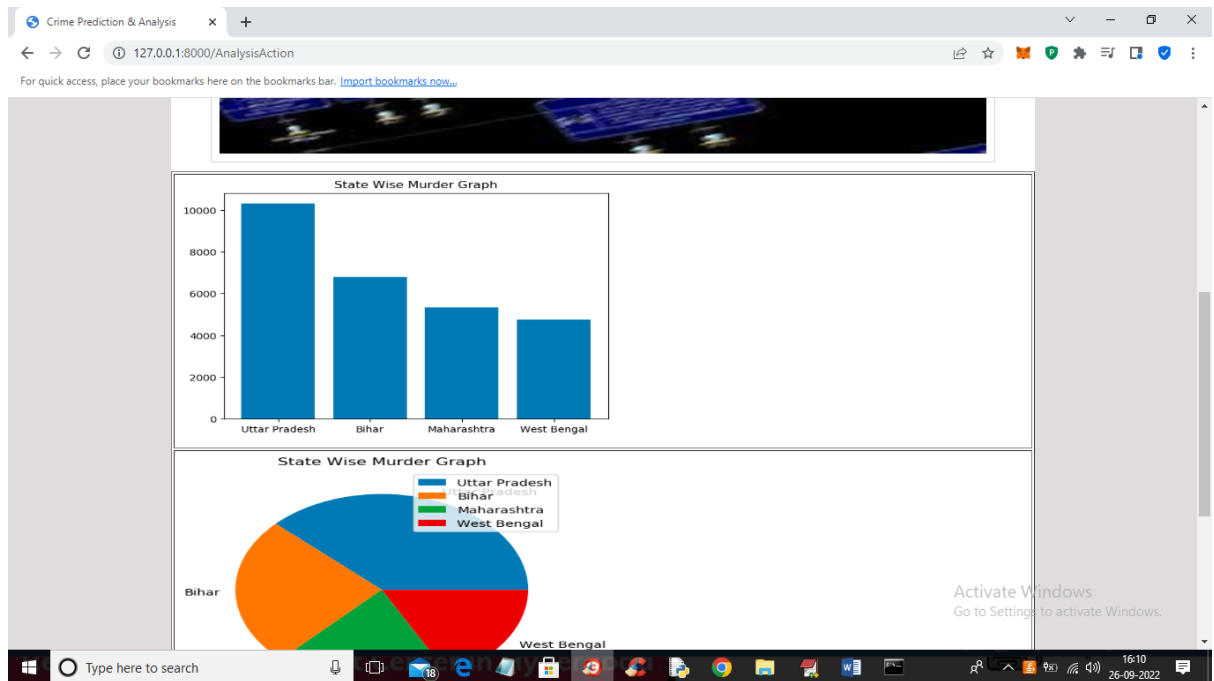 Crime Prediction & Analysis
127.0.0.1:8000/AnalysisAction
For quick access, place your bookmarks here on the bookmarks bar. Import bookmarks now...
State Wise Murder Graph
10000
8000
6000
4000
2000
0
Uttar Pradesh Bihar Maharashtra West Bengal
State Wise Murder Graph
Uttar Pradesh
Uttar Pradesh
Bihar
Maharashtra
West Bengal
Bihar
West Bengal
Activate Windows
Go to Settings to activate Windows.
Type here to search
18
16:10
26-09-2022